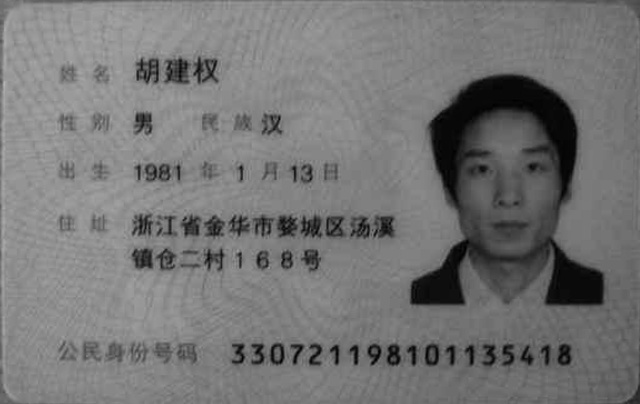 姓名 胡建权
性别 男 民族 汉
出生 1981 年 1 月 13 日
住址 浙江省金华市婺城区汤溪
镇仓二村168号
公民身份号码 330721198101135418